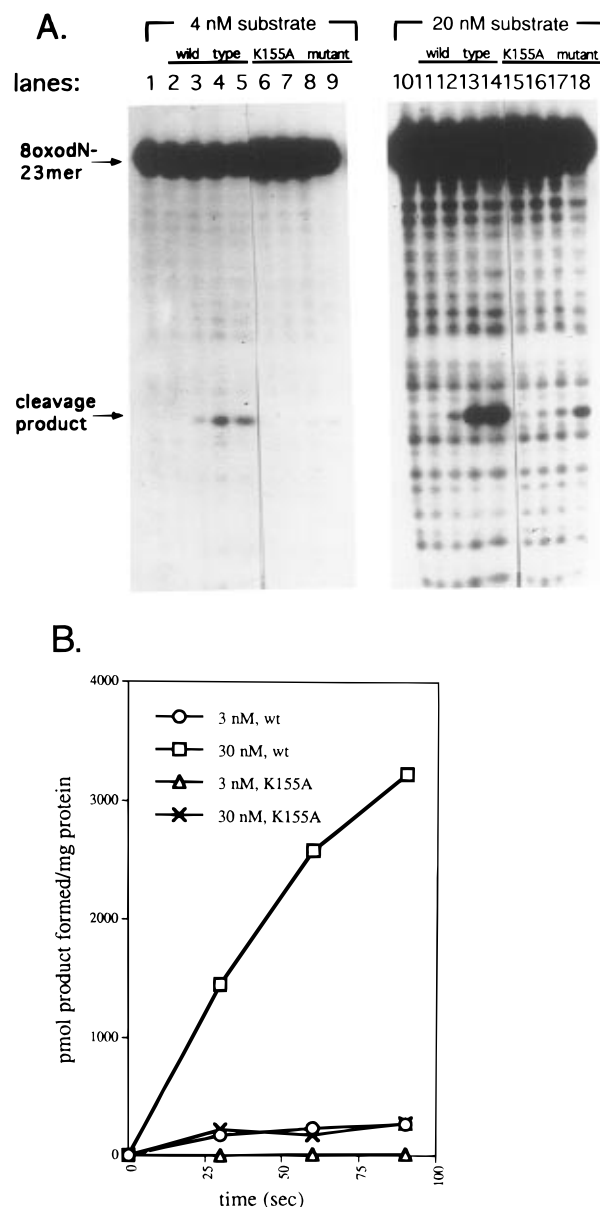 A.
4 nM substrate
20 nM substrate
wild type K155A mutant
wild type K155A mutant
lanes: 1 2 3 4 5 6 7 8 9 10 11 12 13 14 15 16 17 18
8oxodN-
23mer
cleavage
product
B.
4000
3000
2000
1000
0
3 nM, wt
30 nM, wt
3 nM, K155A
30 nM, K155A
pmol product formed/mg protein
0 25 50 75 100
time (sec)